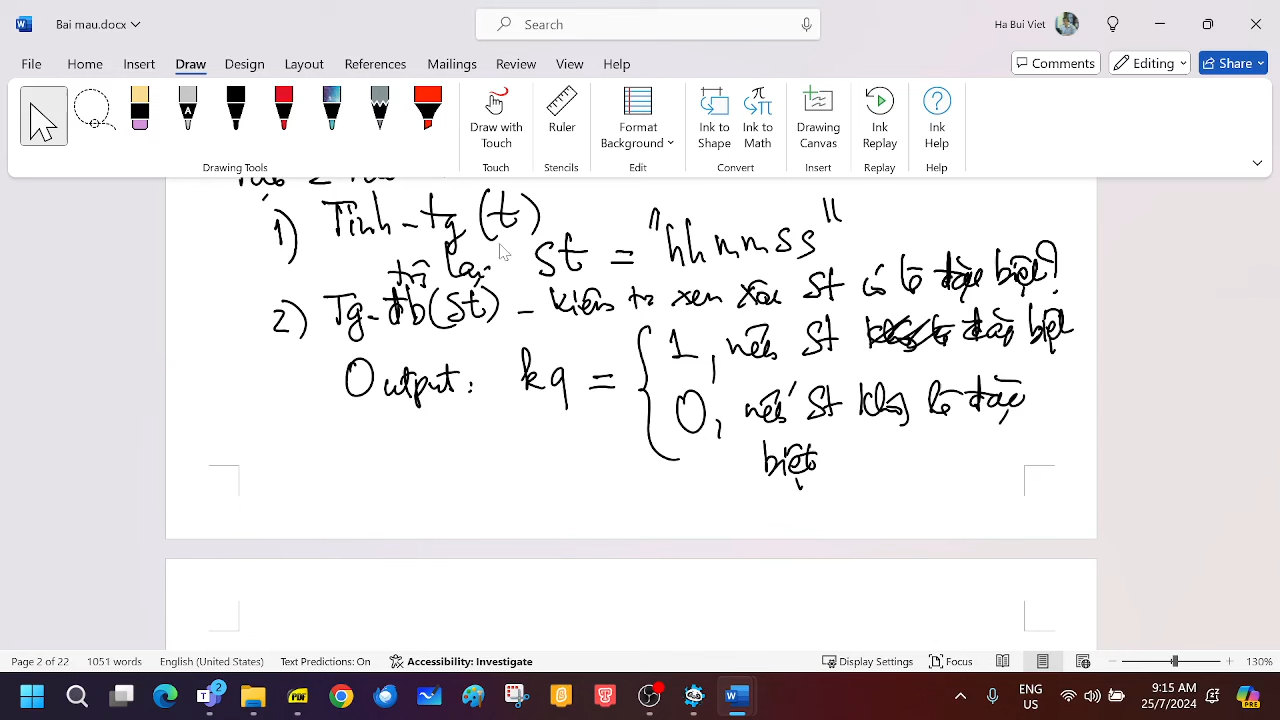 Bai mau.docx
Search
Ha Bui Viet
File Home Insert Draw Design Layout References Mailings Review View Help
Comments Editing Share
Draw with Touch
Ruler
Format Background
Ink to Shape
Ink to Math
Drawing Canvas
Ink Replay
Ink Help
Drawing Tools Touch Stencils Edit Convert Insert Replay Help
1) Tính_tg (t)
trả lại St = "hhmmss"
2) Tg_đb(St) - kiểm tra xem xâu St có là đặc biệt?
Output: kq = { 1, nếu St đặc biệt
0, nếu St không là đặc
biệt
Page 2 of 22 1051 words English (United States) Text Predictions: On Accessibility: Investigate Display Settings Focus 130%
ENG
US
9:15 AM
25/7/2024
PRE